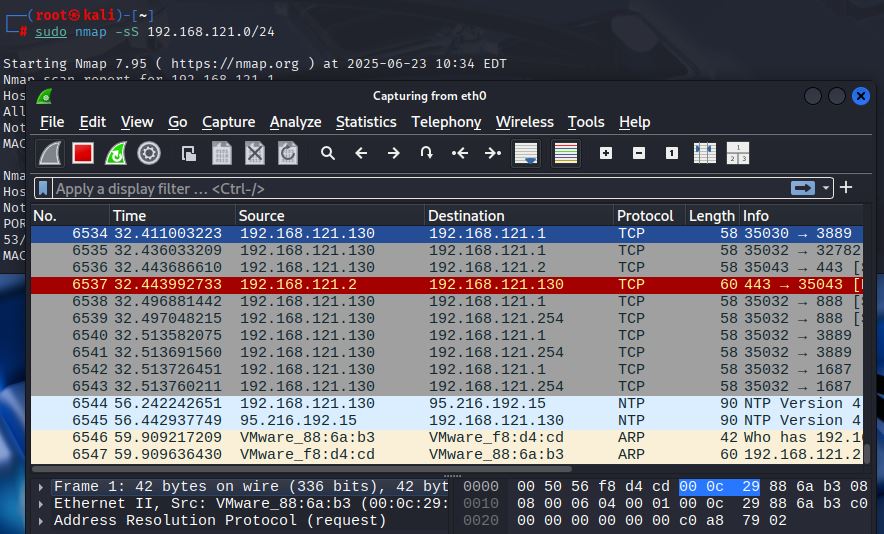 ┌──(root㉿kali)-[~]
└─# sudo nmap -sS 192.168.121.0/24
Starting Nmap 7.95 ( https://nmap.org ) at 2025-06-23 10:34 EDT
Nmap scan report for 192.168.121.1
Hos
All
Not
MAC
Nma
Hos
Not
POR
53/
MAC
Capturing from eth0
File Edit View Go Capture Analyze Statistics Telephony Wireless Tools Help
Apply a display filter ... <Ctrl-/>
No. Time Source Destination Protocol Length Info
6534 32.411003223 192.168.121.130 192.168.121.1 TCP 58 35030 → 3889
6535 32.436033209 192.168.121.130 192.168.121.1 TCP 58 35032 → 32782
6536 32.443686610 192.168.121.130 192.168.121.2 TCP 58 35043 → 443 [S
6537 32.443992733 192.168.121.2 192.168.121.130 TCP 60 443 → 35043 [
6538 32.496881442 192.168.121.130 192.168.121.1 TCP 58 35032 → 888 [S
6539 32.497048215 192.168.121.130 192.168.121.254 TCP 58 35032 → 888 [S
6540 32.513582075 192.168.121.130 192.168.121.1 TCP 58 35032 → 3889
6541 32.513691560 192.168.121.130 192.168.121.254 TCP 58 35032 → 3889
6542 32.513726451 192.168.121.130 192.168.121.1 TCP 58 35032 → 1687
6543 32.513760211 192.168.121.130 192.168.121.254 TCP 58 35032 → 1687
6544 56.242242651 192.168.121.130 95.216.192.15 NTP 90 NTP Version 4
6545 56.442937749 95.216.192.15 192.168.121.130 NTP 90 NTP Version 4
6546 59.909217209 VMware_88:6a:b3 VMware_f8:d4:cd ARP 42 Who has 192.1
6547 59.909636430 VMware_f8:d4:cd VMware_88:6a:b3 ARP 60 192.168.121.2
Frame 1: 42 bytes on wire (336 bits), 42 byt
Ethernet II, Src: VMware_88:6a:b3 (00:0c:29:
Address Resolution Protocol (request)
0000 00 50 56 f8 d4 cd 00 0c 29 88 6a b3 08
0010 08 00 06 04 00 01 00 0c 29 88 6a b3 c0
0020 00 00 00 00 00 00 c0 a8 79 02